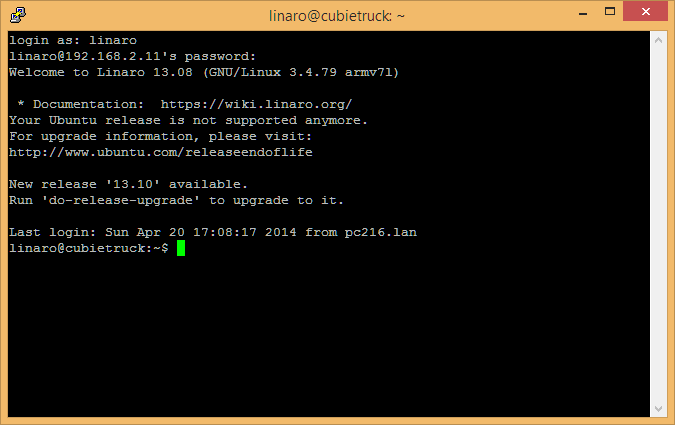 linaro@cubietruck: ~
login as: linaro
linaro@192.168.2.11's password:
Welcome to Linaro 13.08 (GNU/Linux 3.4.79 armv7l)
 * Documentation:  https://wiki.linaro.org/
Your Ubuntu release is not supported anymore.
For upgrade information, please visit:
http://www.ubuntu.com/releaseendoflife
New release '13.10' available.
Run 'do-release-upgrade' to upgrade to it.
Last login: Sun Apr 20 17:08:17 2014 from pc216.lan
linaro@cubietruck:~$